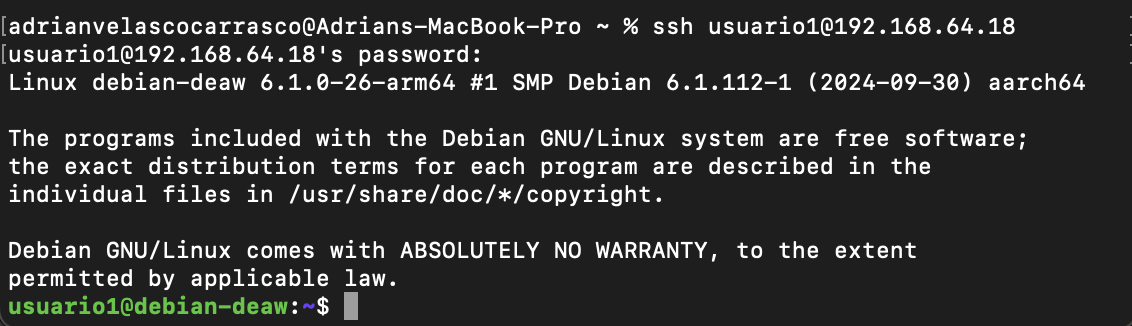 [adrianvelascocarrasco@Adrians-MacBook-Pro ~ % ssh usuario1@192.168.64.18
[usuario1@192.168.64.18's password:
Linux debian-deaw 6.1.0-26-arm64 #1 SMP Debian 6.1.112-1 (2024-09-30) aarch64

The programs included with the Debian GNU/Linux system are free software;
the exact distribution terms for each program are described in the
individual files in /usr/share/doc/*/copyright.

Debian GNU/Linux comes with ABSOLUTELY NO WARRANTY, to the extent
permitted by applicable law.
usuario1@debian-deaw:~$